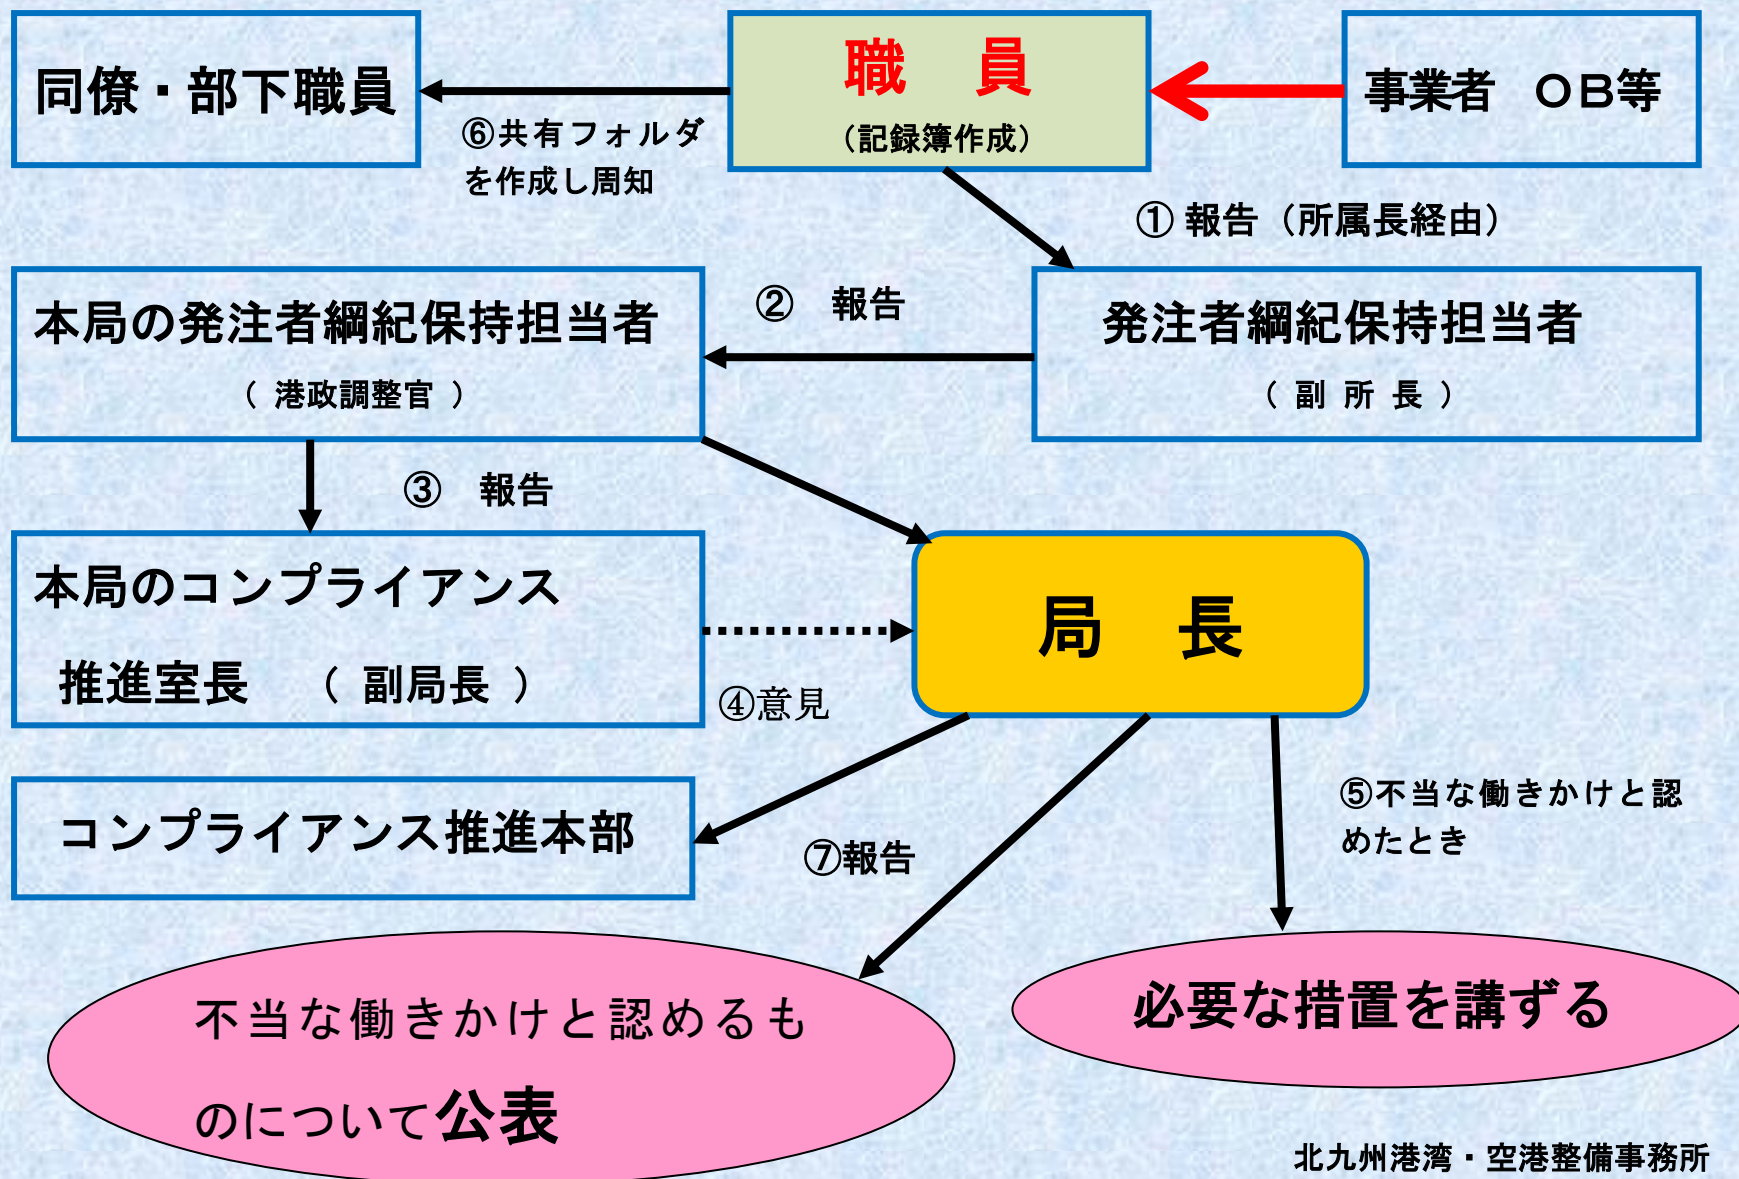 同僚・部下職員
職　員
(記録簿作成)
事業者　ＯＢ等
⑥共有フォルダ
を作成し周知
① 報告（所属長経由）
本局の発注者綱紀保持担当者
（ 港政調整官 ）
② 報告
発注者綱紀保持担当者
（ 副 所 長 ）
③ 報告
本局のコンプライアンス
推進室長　（ 副局長 ）
④意見
局　長
コンプライアンス推進本部
⑦報告
⑤不当な働きかけと認
めたとき
不当な働きかけと認めるも
のについて公表
必要な措置を講ずる
北九州港湾・空港整備事務所